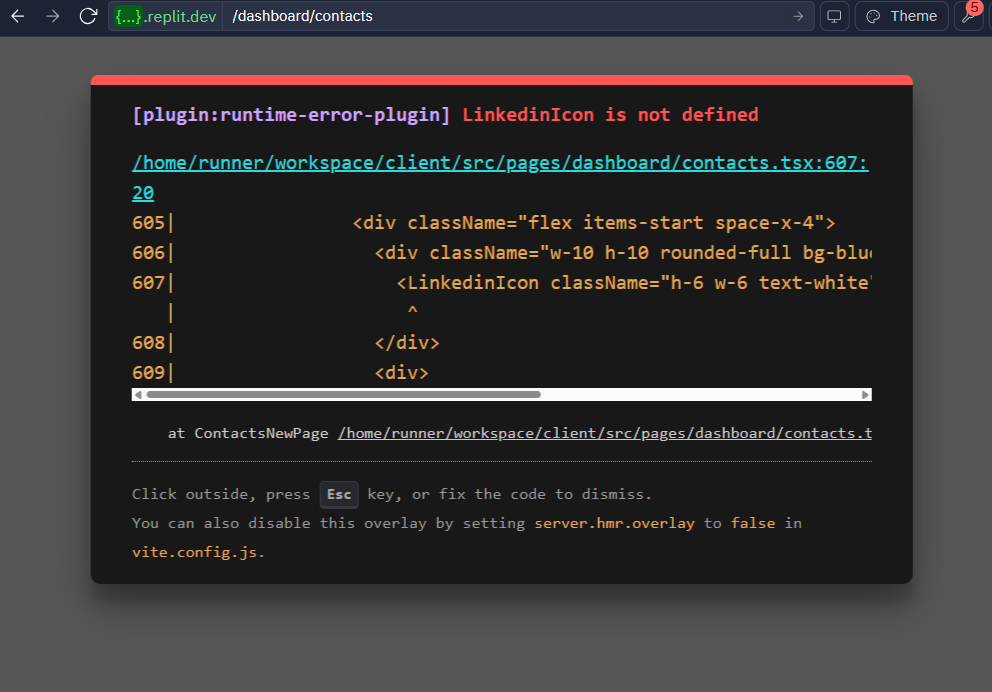 {...}.replit.dev /dashboard/contacts Theme 5
[plugin:runtime-error-plugin] LinkedinIcon is not defined
/home/runner/workspace/client/src/pages/dashboard/contacts.tsx:607:
20
605| <div className="flex items-start space-x-4">
606| <div className="w-10 h-10 rounded-full bg-blu
607| <LinkedinIcon className="h-6 w-6 text-white"
| ^
608| </div>
609| <div>
at ContactsNewPage /home/runner/workspace/client/src/pages/dashboard/contacts.t
Click outside, press Esc key, or fix the code to dismiss.
You can also disable this overlay by setting server.hmr.overlay to false in
vite.config.js.